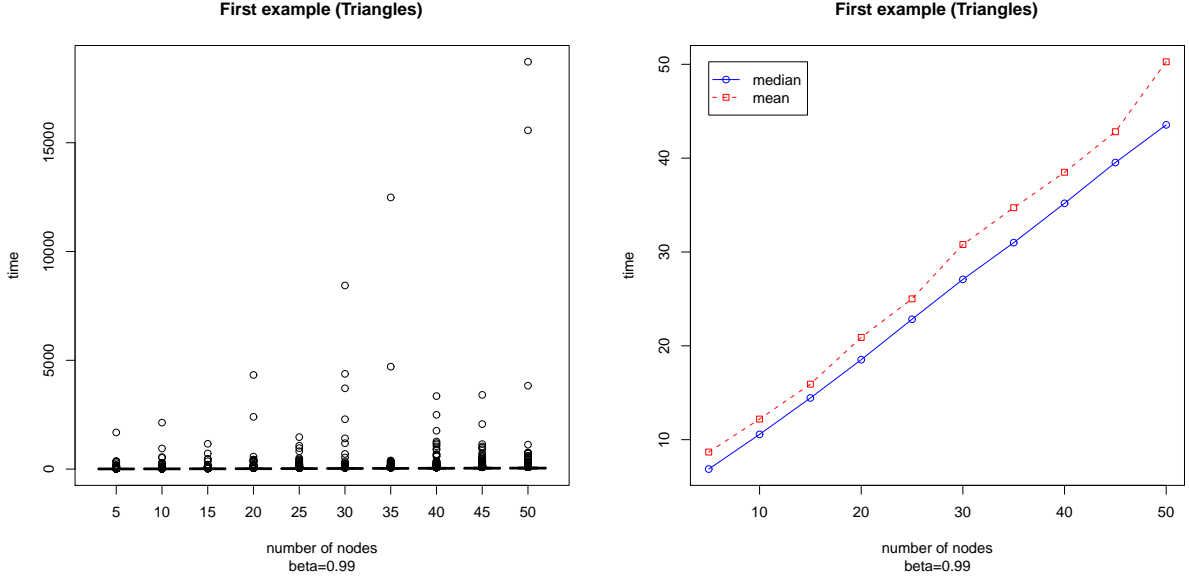 First example (Triangles)
time
15000
10000
5000
0
5 10 15 20 25 30 35 40 45 50
number of nodes
beta=0.99
First example (Triangles)
median
mean
time
50
40
30
20
10
10 20 30 40 50
number of nodes
beta=0.99